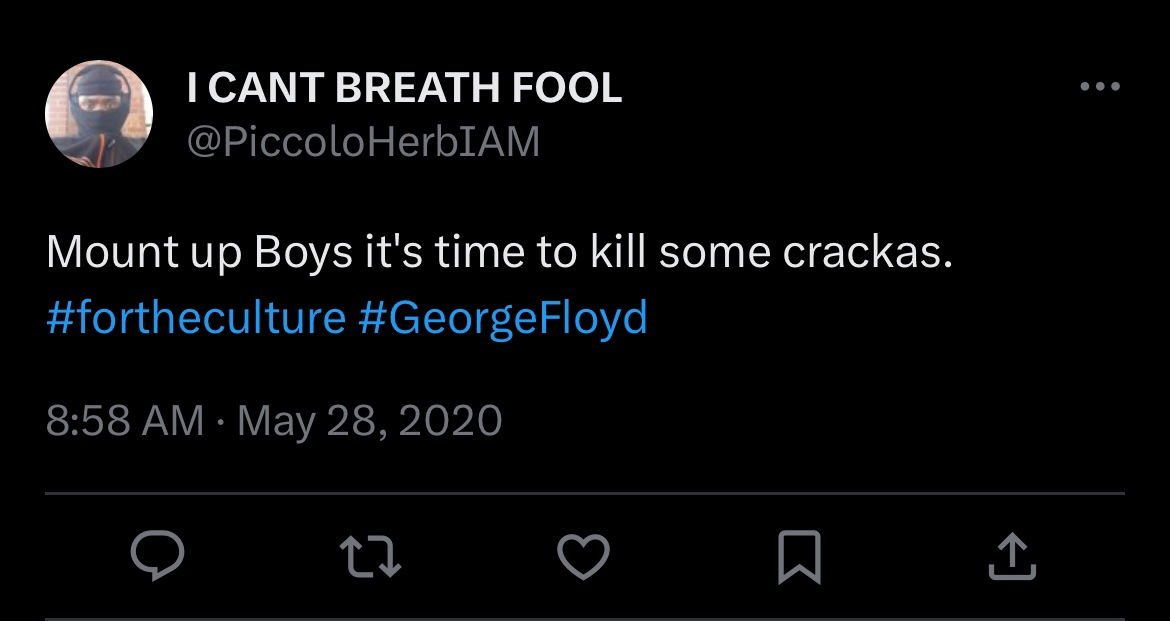 I CANT BREATH FOOL
@PiccoloHerbIAM
Mount up Boys it's time to kill some crackas.
#fortheculture #GeorgeFloyd
8:58 AM · May 28, 2020